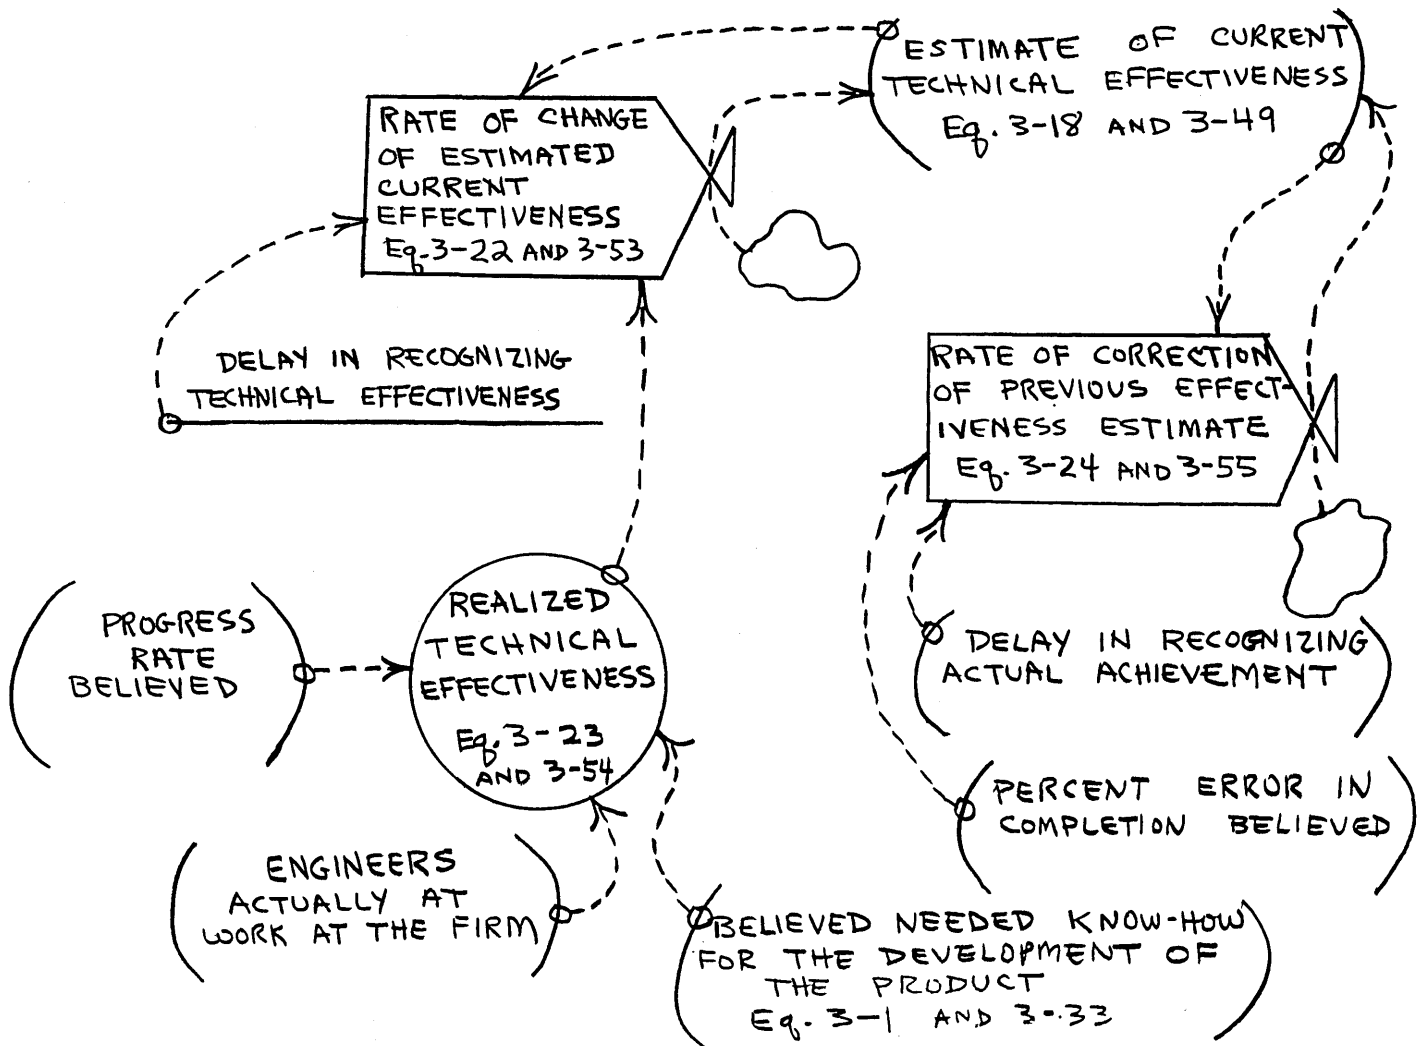 ESTIMATE OF CURRENT
TECHNICAL EFFECTIVENESS
Eq. 3-18 AND 3-49
RATE OF CHANGE
OF ESTIMATED
CURRENT
EFFECTIVENESS
Eq. 3-22 AND 3-53
DELAY IN RECOGNIZING
TECHNICAL EFFECTIVENESS
RATE OF CORRECTION
OF PREVIOUS EFFECT-
IVENESS ESTIMATE
Eq. 3-24 AND 3-55
PROGRESS
RATE
BELIEVED
REALIZED
TECHNICAL
EFFECTIVENESS
Eq. 3-23
AND 3-54
DELAY IN RECOGNIZING
ACTUAL ACHIEVEMENT
PERCENT ERROR IN
COMPLETION BELIEVED
ENGINEERS
ACTUALLY AT
WORK AT THE FIRM
BELIEVED NEEDED KNOW-HOW
FOR THE DEVELOPMENT OF
THE PRODUCT
Eq. 3-1 AND 3-33